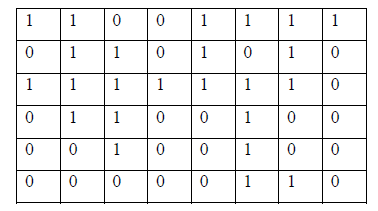 1 1 0 0 1 1 1 1
0 1 1 0 1 0 1 0
1 1 1 1 1 1 1 0
0 1 1 0 0 1 0 0
0 0 1 0 0 1 0 0
0 0 0 0 0 1 1 0